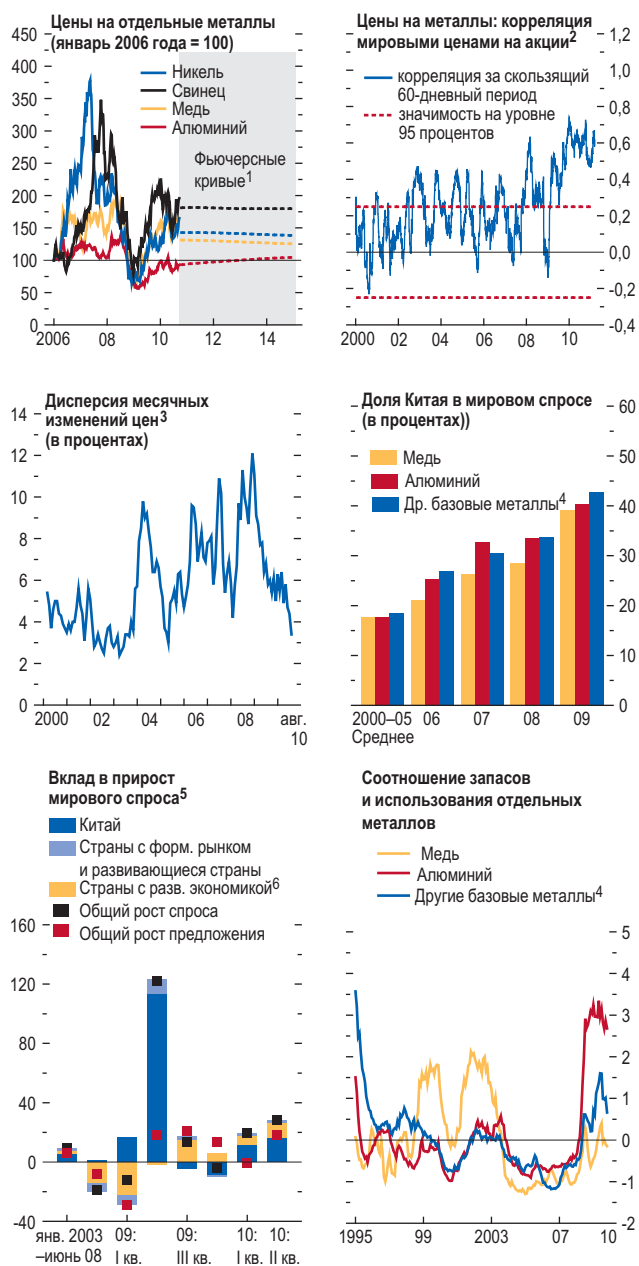 Цены на отдельные металлы
(январь 2006 года = 100)
450
400
350
300
250
200
150
100
50
0
Никель
Свинец
Медь
Алюминий
Фьючерсные
кривые1
2006
08
10
12
14
Цены на металлы: корреляция
мировыми ценами на акции2
1,2
1,0
0,8
0,6
0,4
0,2
0,0
-0,2
-0,4
корреляция за скользящий
60-дневный период
значимость на уровне
95 процентов
2000
02
04
06
08
10
Дисперсия месячных
изменений цен3
(в процентах)
14
12
10
8
6
4
2
0
2000
02
04
06
08
авг.
10
Доля Китая в мировом спросе
(в процентах))
60
50
40
30
20
10
0
Медь
Алюминий
Др. базовые металлы4
2000–05
06
07
08
09
Среднее
Вклад в прирост
мирового спроса5
Китай
Страны с форм. рынком
и развивающиеся страны
Страны с разв. экономикой6
Общий рост спроса
Общий рост предложения
160
120
80
40
0
-40
янв. 2003
–июнь 08
09:
I кв.
09:
III кв.
10:
I кв.
10:
II кв.
Соотношение запасов
и использования отдельных
металлов
Медь
Алюминий
Другие базовые металлы4
5
4
3
2
1
-0
-1
-2
1995
99
2003
07
10